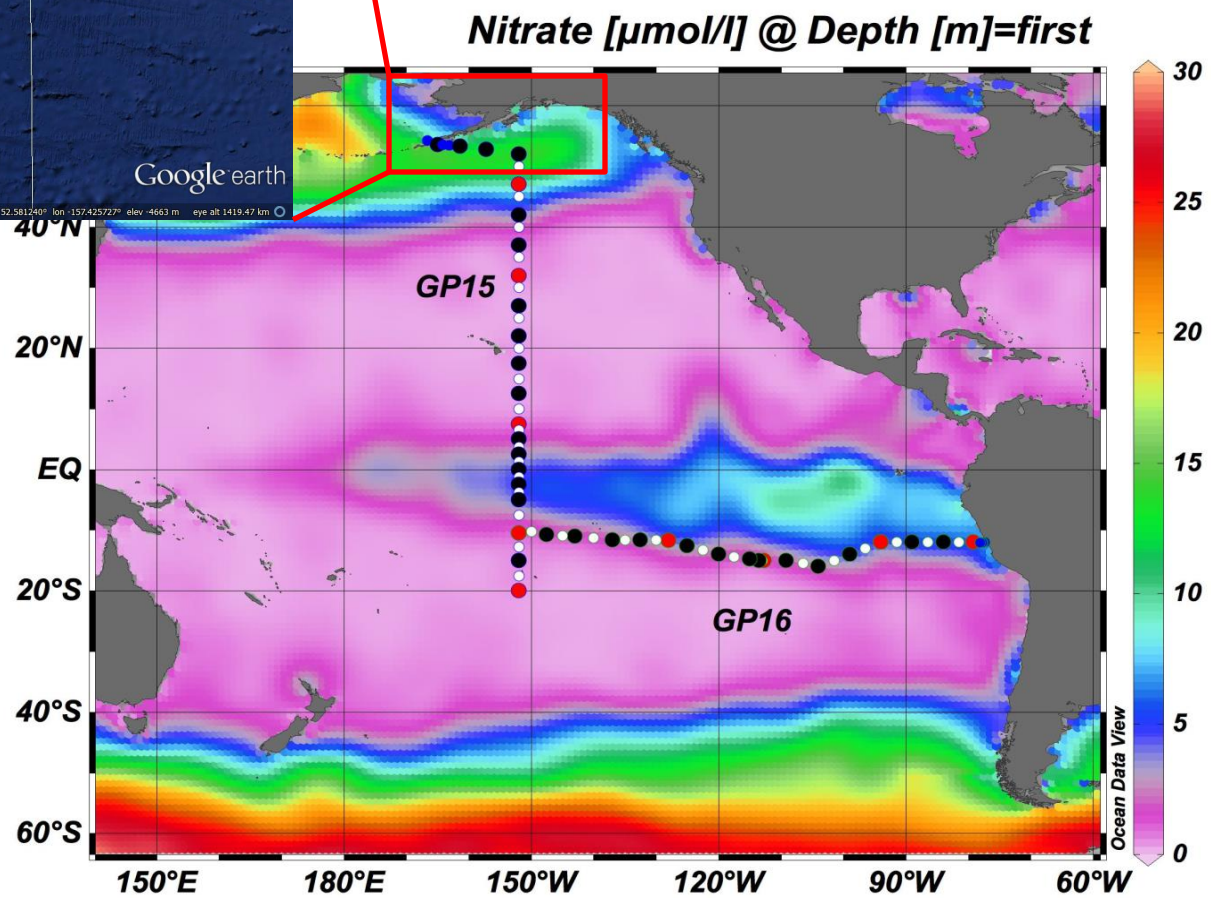 Nitrate [µmol/l] @ Depth [m]=first
Google earth
52.581240° lon -157.425727° elev -4663 m eye alt 1419.47 km
40°N
20°N
EQ
20°S
40°S
60°S
GP15
GP16
150°E
180°E
150°W
120°W
90°W
60°W
Ocean Data View
30
25
20
15
10
5
0